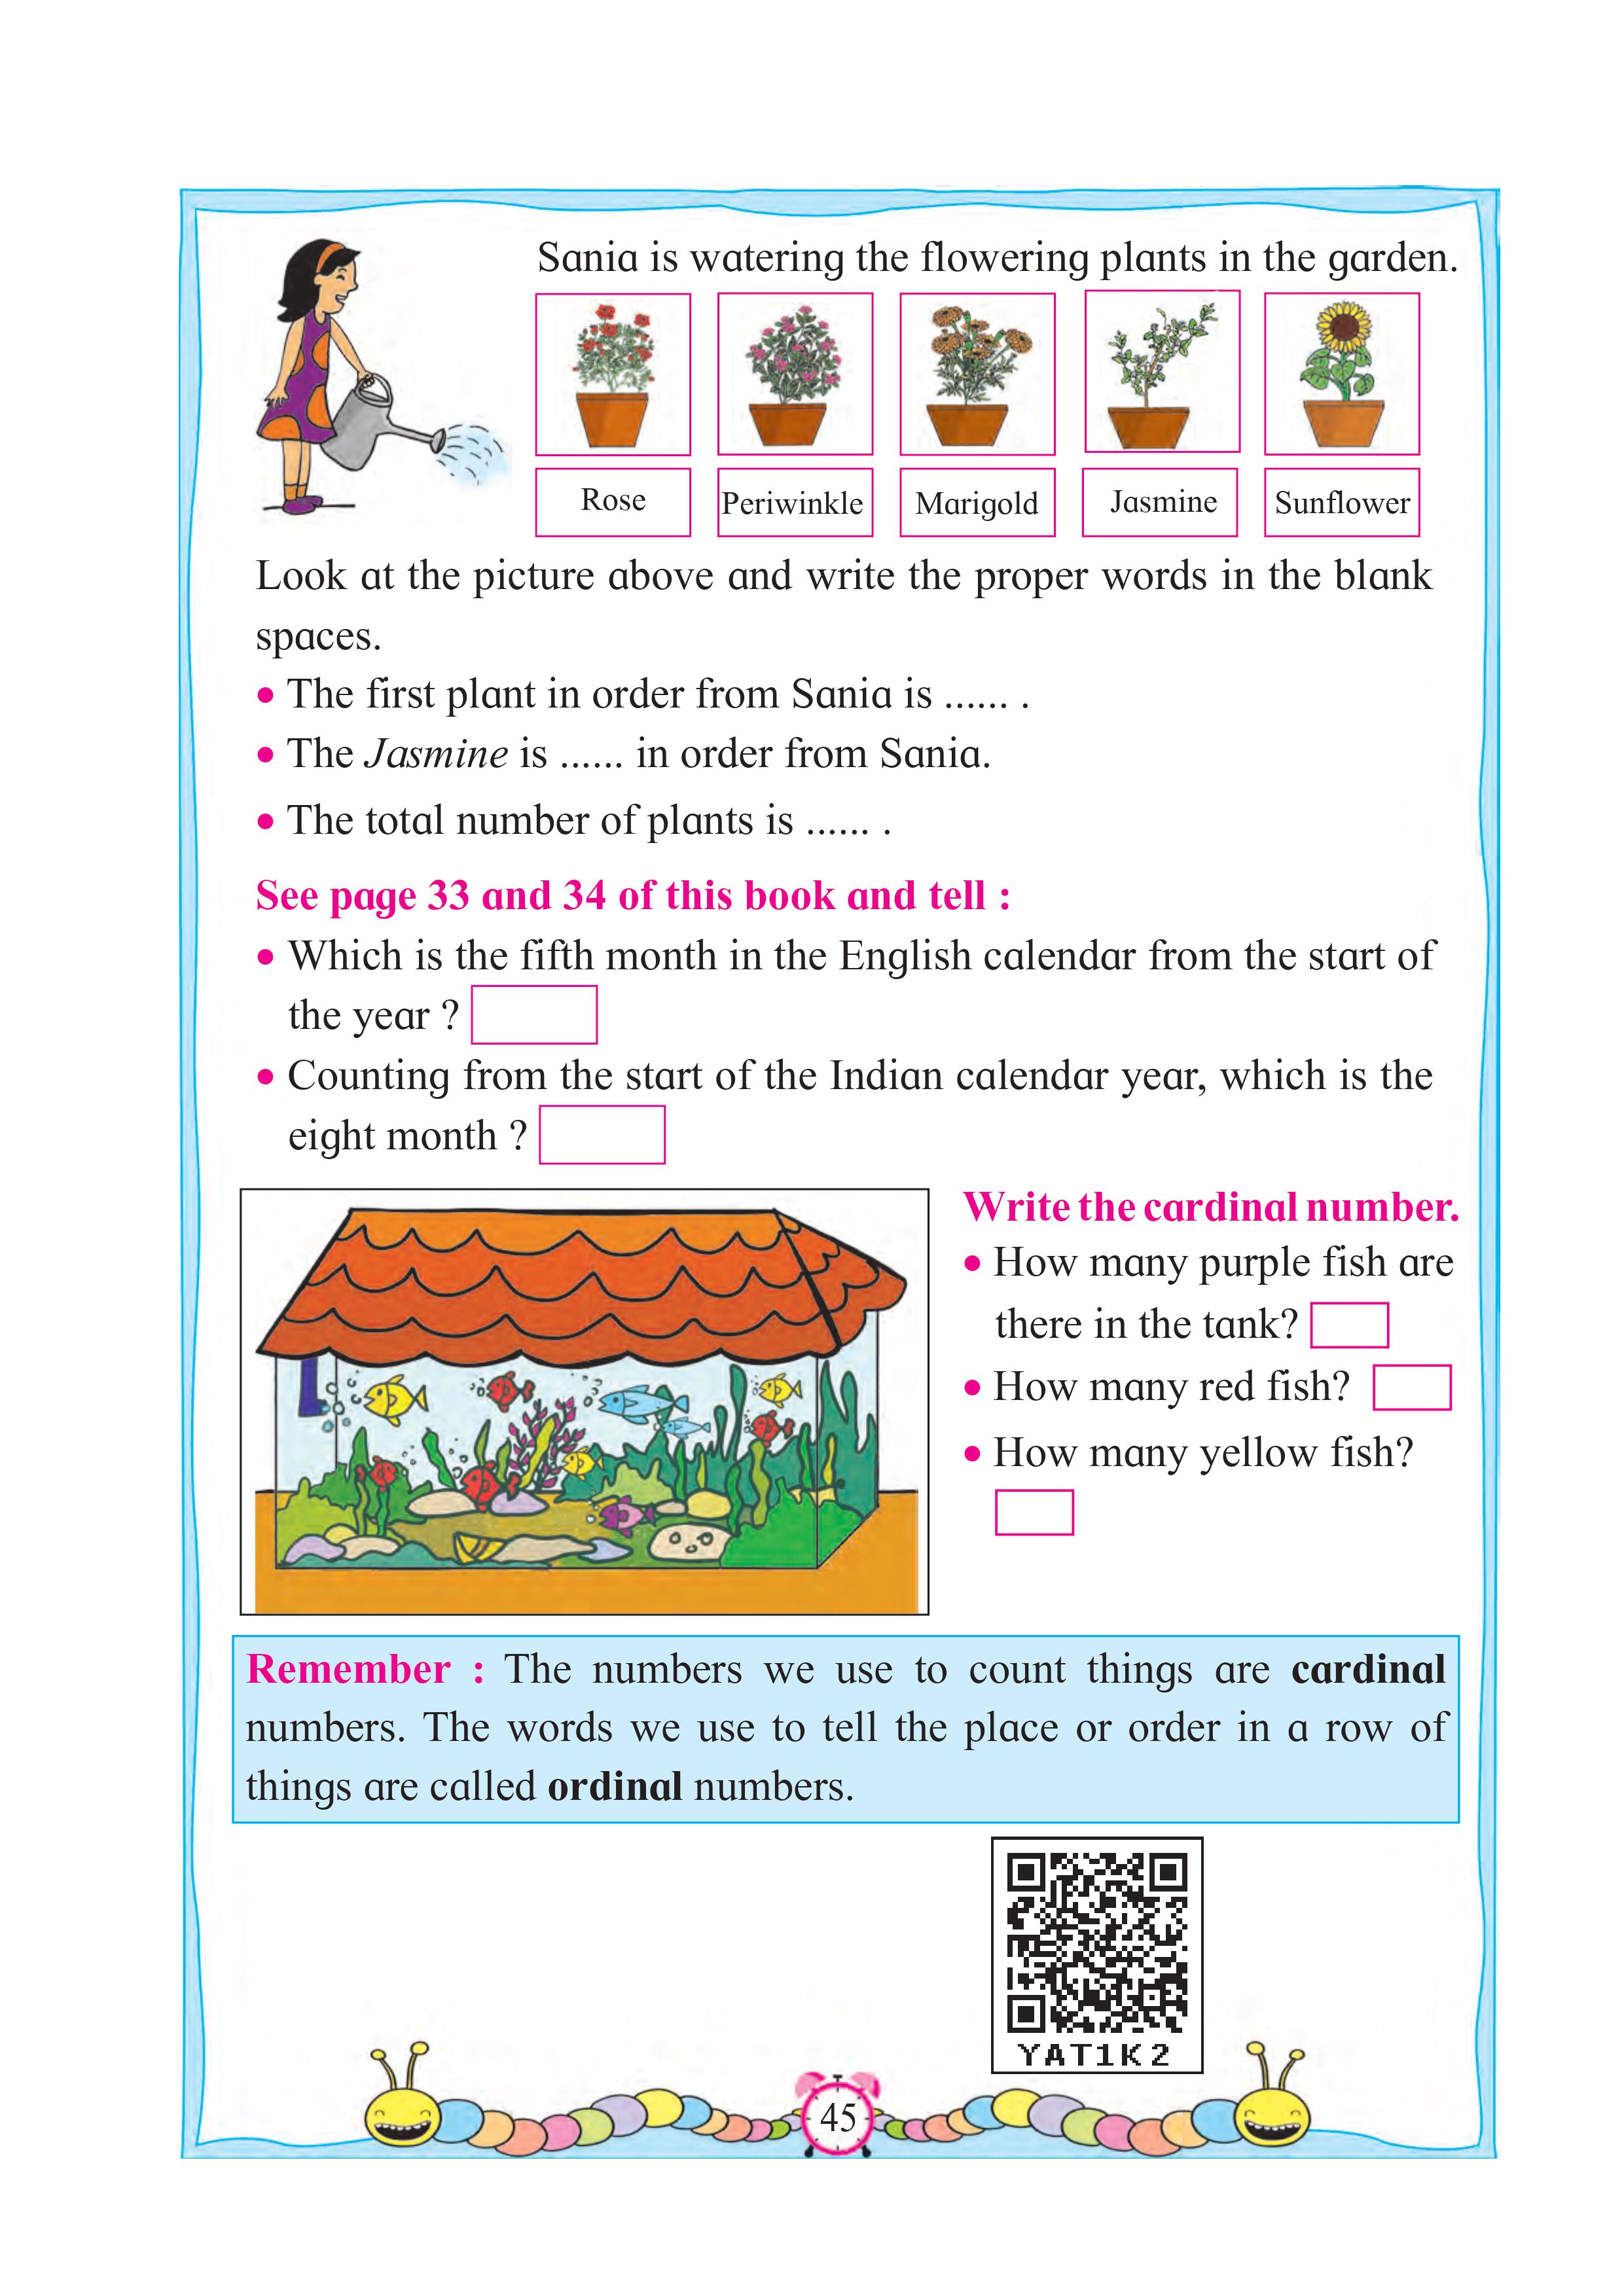 Sania is watering the flowering plants in the garden.
Rose
Periwinkle
Marigold
Jasmine
Sunflower
Look at the picture above and write the proper words in the blank
spaces.
• The first plant in order from Sania is ...... .
• The Jasmine is ...... in order from Sania.
• The total number of plants is ...... .
See page 33 and 34 of this book and tell :
• Which is the fifth month in the English calendar from the start of
the year ?
• Counting from the start of the Indian calendar year, which is the
eight month ?
Write the cardinal number.
• How many purple fish are
there in the tank?
• How many red fish?
• How many yellow fish?
Remember : The numbers we use to count things are cardinal
numbers. The words we use to tell the place or order in a row of
things are called ordinal numbers.
YAT1K2
45